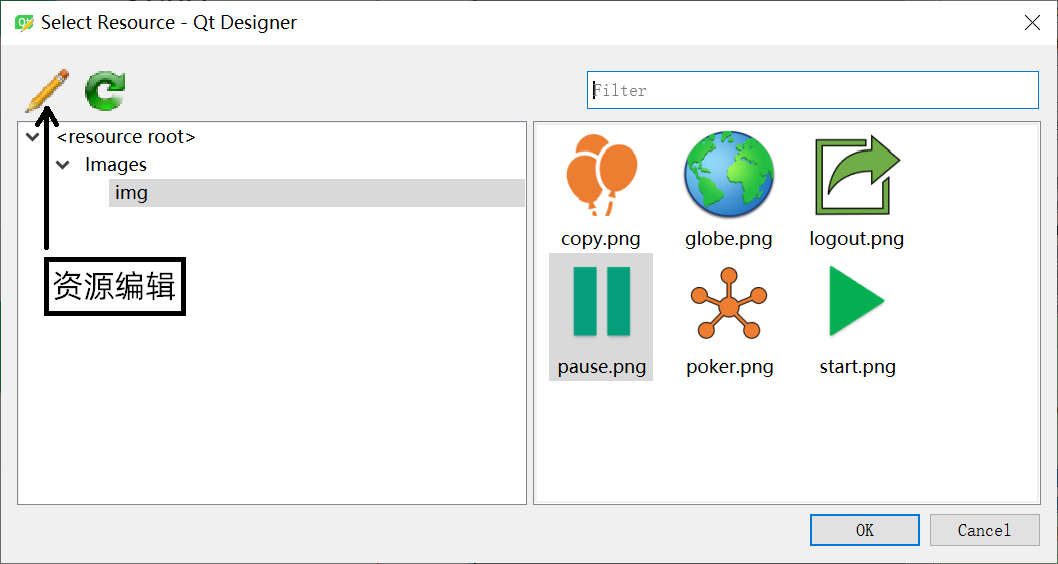 Select Resource - Qt Designer
Filter
<resource root>
Images
img
资源编辑
copy.png
globe.png
logout.png
pause.png
poker.png
start.png
OK
Cancel